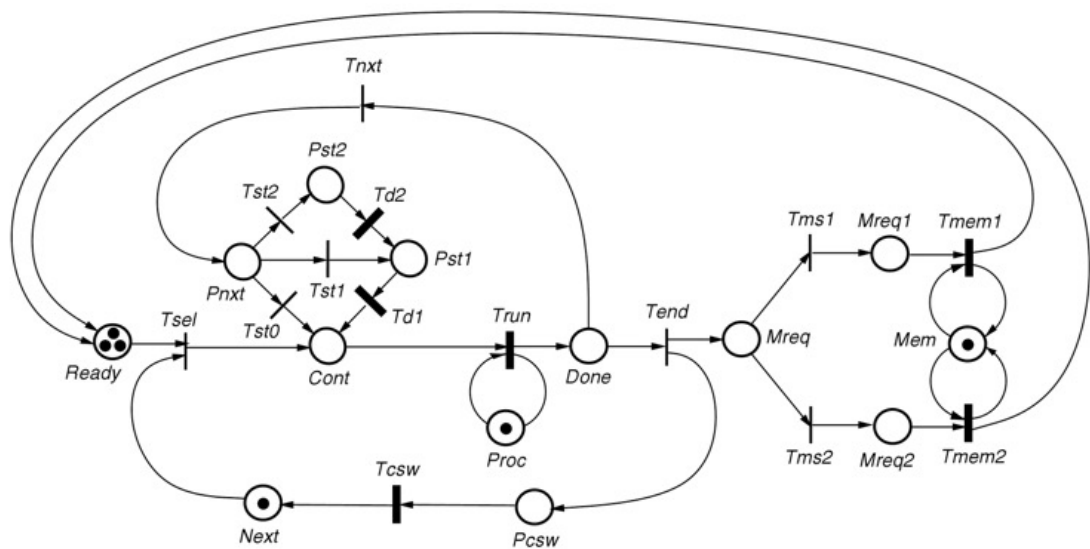 Tnxt
Pst2
Tst2
Td2
Pst1
Pnxt
Tst1
Tst0
Td1
Tsel
Ready
Cont
Trun
Done
Tend
Mreq
Tms1
Mreq1
Tmem1
Mem
Tms2
Mreq2
Tmem2
Proc
Tcsw
Next
Pcsw